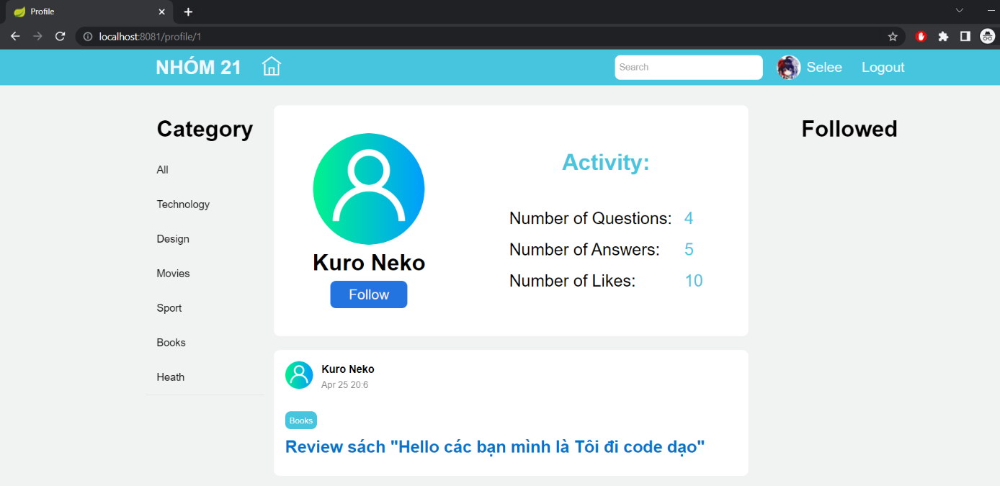 Profile
localhost:8081/profile/1
NHÓM 21
Search
Selee
Logout
Category
All
Technology
Design
Movies
Sport
Books
Heath
Kuro Neko
Follow
Activity:
Number of Questions: 4
Number of Answers: 5
Number of Likes: 10
Followed
Kuro Neko
Apr 25 20:6
Books
Review sách "Hello các bạn mình là Tôi đi code dạo"